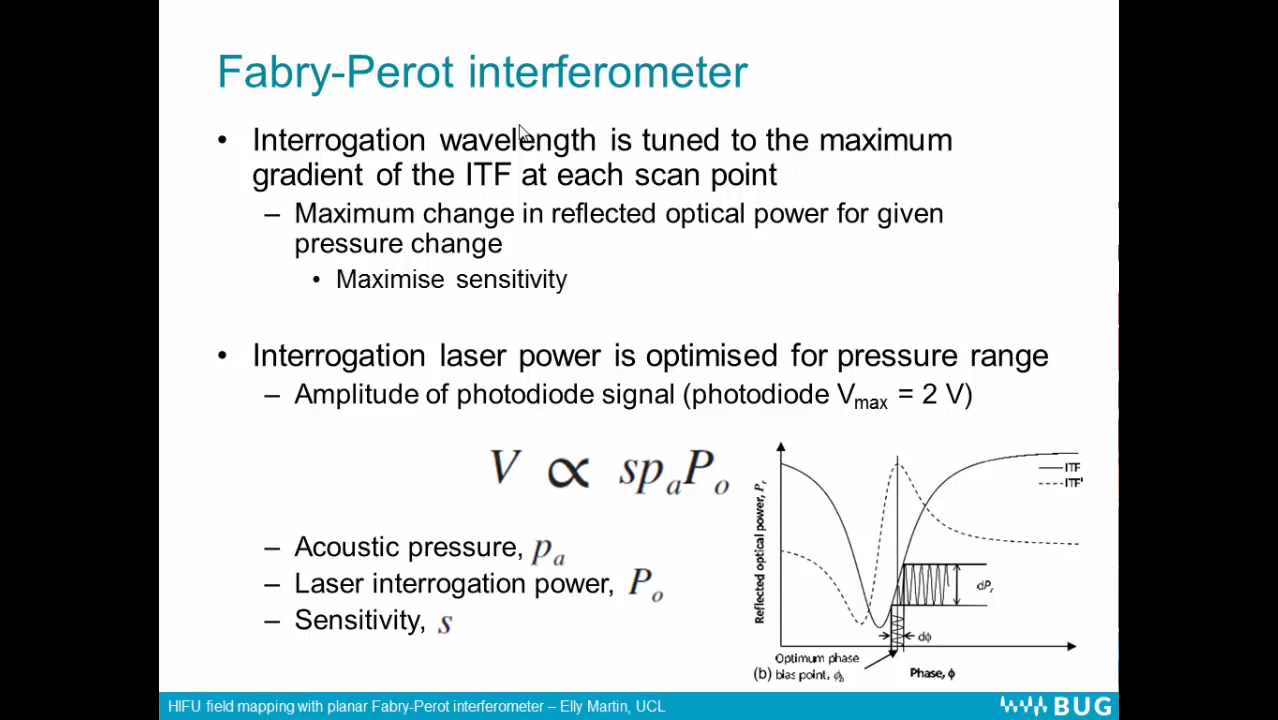 Fabry-Perot interferometer
• Interrogation wavelength is tuned to the maximum
gradient of the ITF at each scan point
– Maximum change in reflected optical power for given
pressure change
• Maximise sensitivity
• Interrogation laser power is optimised for pressure range
– Amplitude of photodiode signal (photodiode Vmax = 2 V)
V ∝ spaPo
– Acoustic pressure, pa
– Laser interrogation power, Po
– Sensitivity, s
Reflected optical power, Pr
ITF
ITF'
dPr
dϕ
Optimum phase
bias point, ϕb
(b)
Phase, ϕ
HIFU field mapping with planar Fabry-Perot interferometer – Elly Martin, UCL
BUG